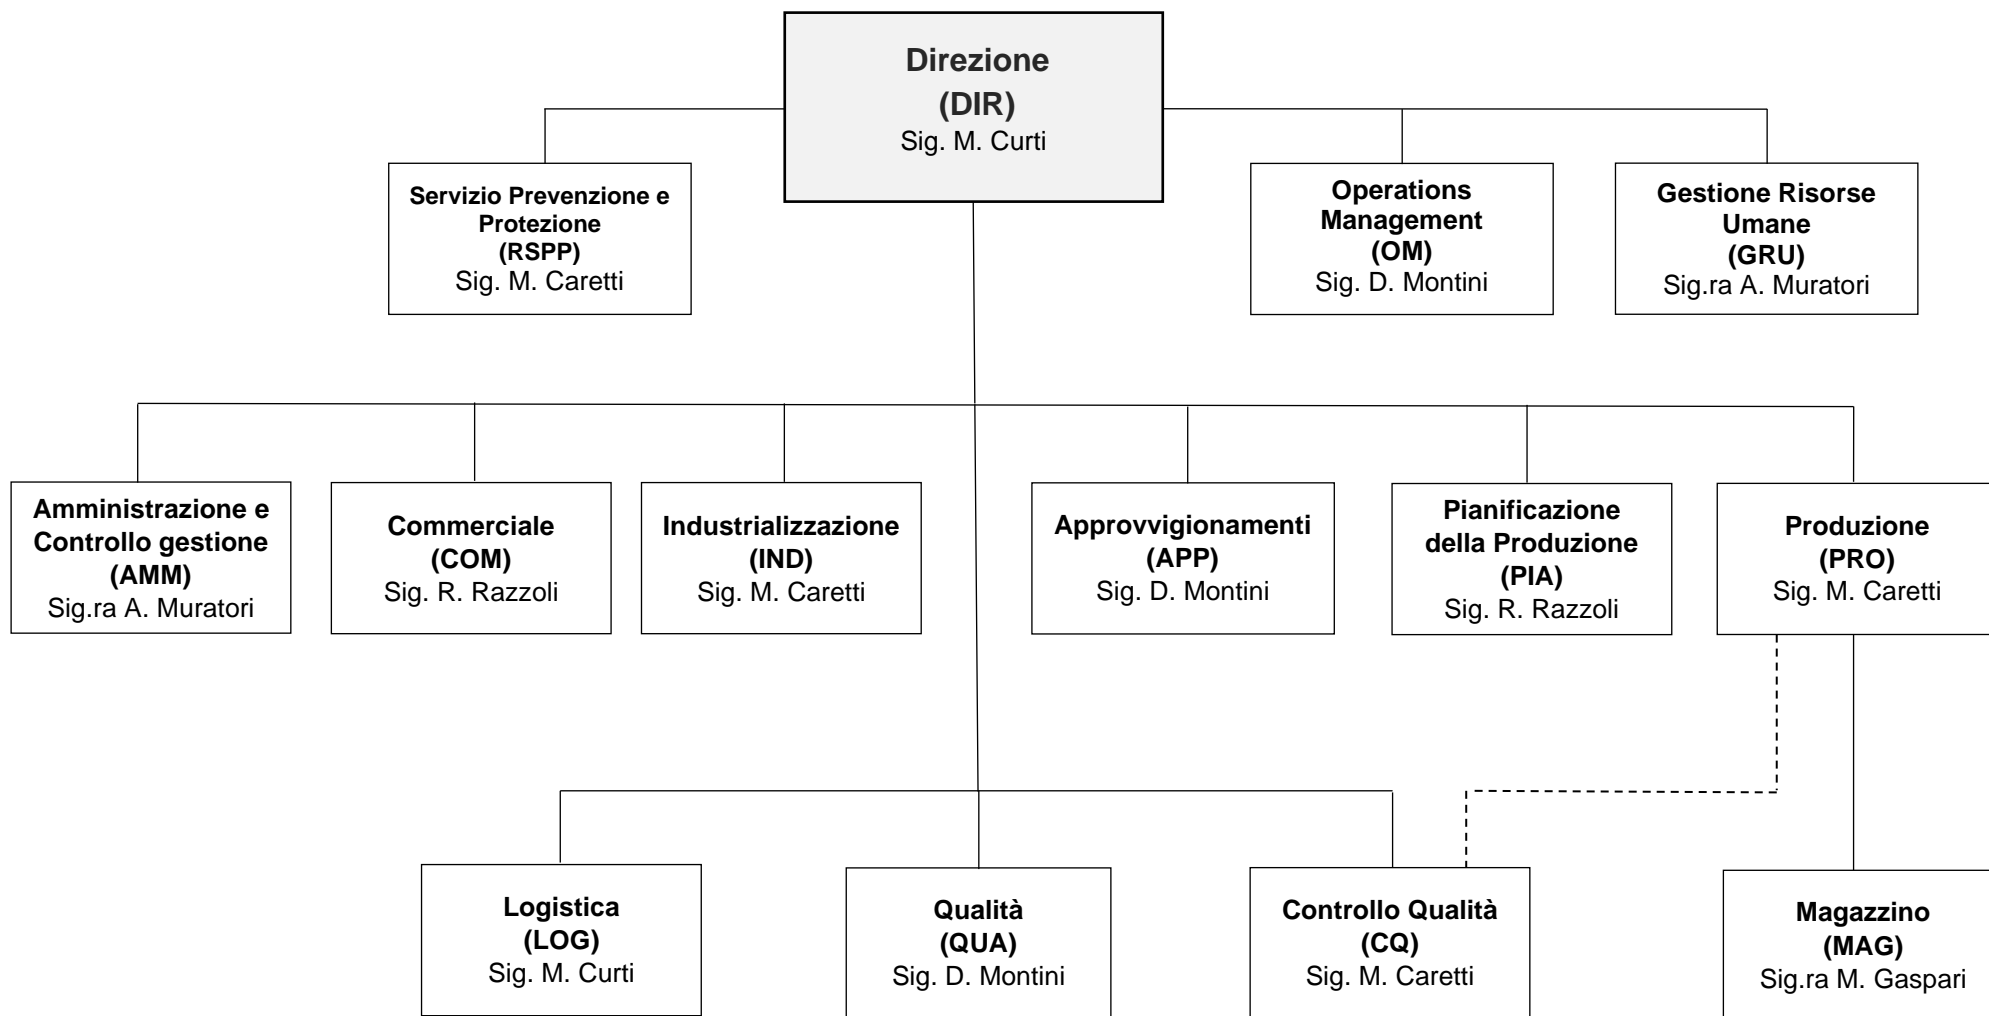 Direzione
(DIR)
Sig. M. Curti
Servizio Prevenzione e
Protezione
(RSPP)
Sig. M. Caretti
Operations
Management
(OM)
Sig. D. Montini
Gestione Risorse
Umane
(GRU)
Sig.ra A. Muratori
Amministrazione e
Controllo gestione
(AMM)
Sig.ra A. Muratori
Commerciale
(COM)
Sig. R. Razzoli
Industrializzazione
(IND)
Sig. M. Caretti
Approvvigionamenti
(APP)
Sig. D. Montini
Pianificazione
della Produzione
(PIA)
Sig. R. Razzoli
Produzione
(PRO)
Sig. M. Caretti
Logistica
(LOG)
Sig. M. Curti
Qualità
(QUA)
Sig. D. Montini
Controllo Qualità
(CQ)
Sig. M. Caretti
Magazzino
(MAG)
Sig.ra M. Gaspari